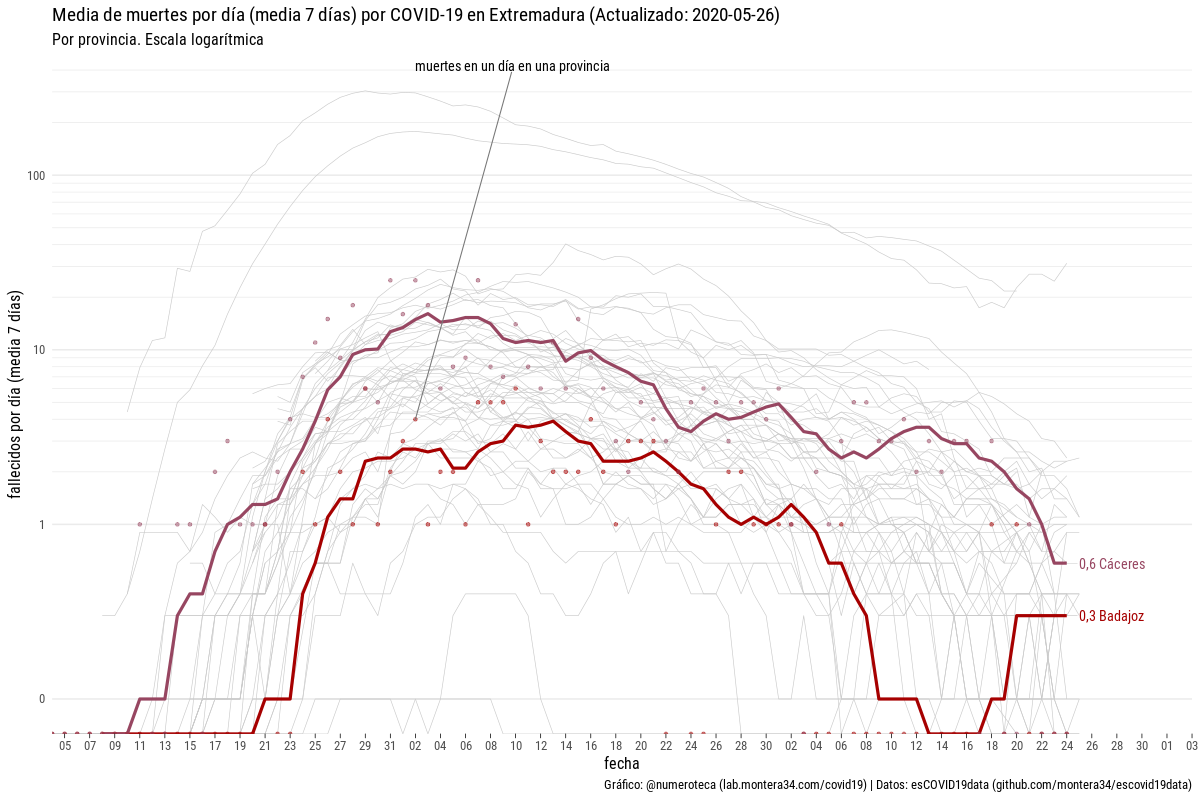 Media de muertes por día (media 7 días) por COVID-19 en Extremadura (Actualizado: 2020-05-26)
Por provincia. Escala logarítmica
muertes en un día en una provincia
fallecidos por día (media 7 días)
100
10
1
0
0,6 Cáceres
0,3 Badajoz
05 07 09 11 13 15 17 19 21 23 25 27 29 31 02 04 06 08 10 12 14 16 18 20 22 24 26 28 30 02 04 06 08 10 12 14 16 18 20 22 24 26 28 30 01 03
fecha
Gráfico: @numeroteca (lab.montera34.com/covid19) | Datos: esCOVID19data (github.com/montera34/escovid19data)